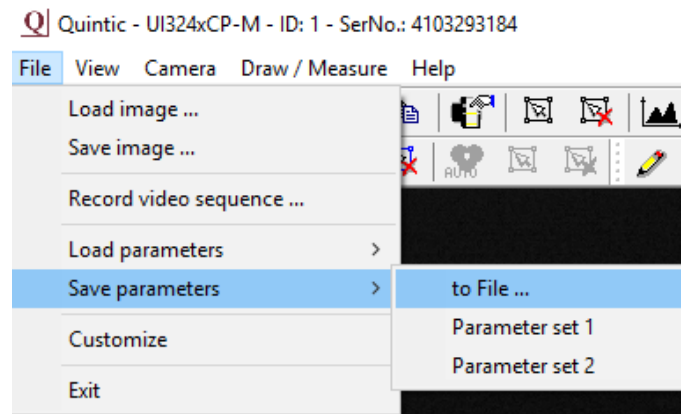 Quintic - UI324xCP-M - ID: 1 - SerNo.: 4103293184
File View Camera Draw / Measure Help
Load image ...
Save image ...
AUTO
Record video sequence ...
Load parameters >
Save parameters >
to File ...
Parameter set 1
Customize
Parameter set 2
Exit